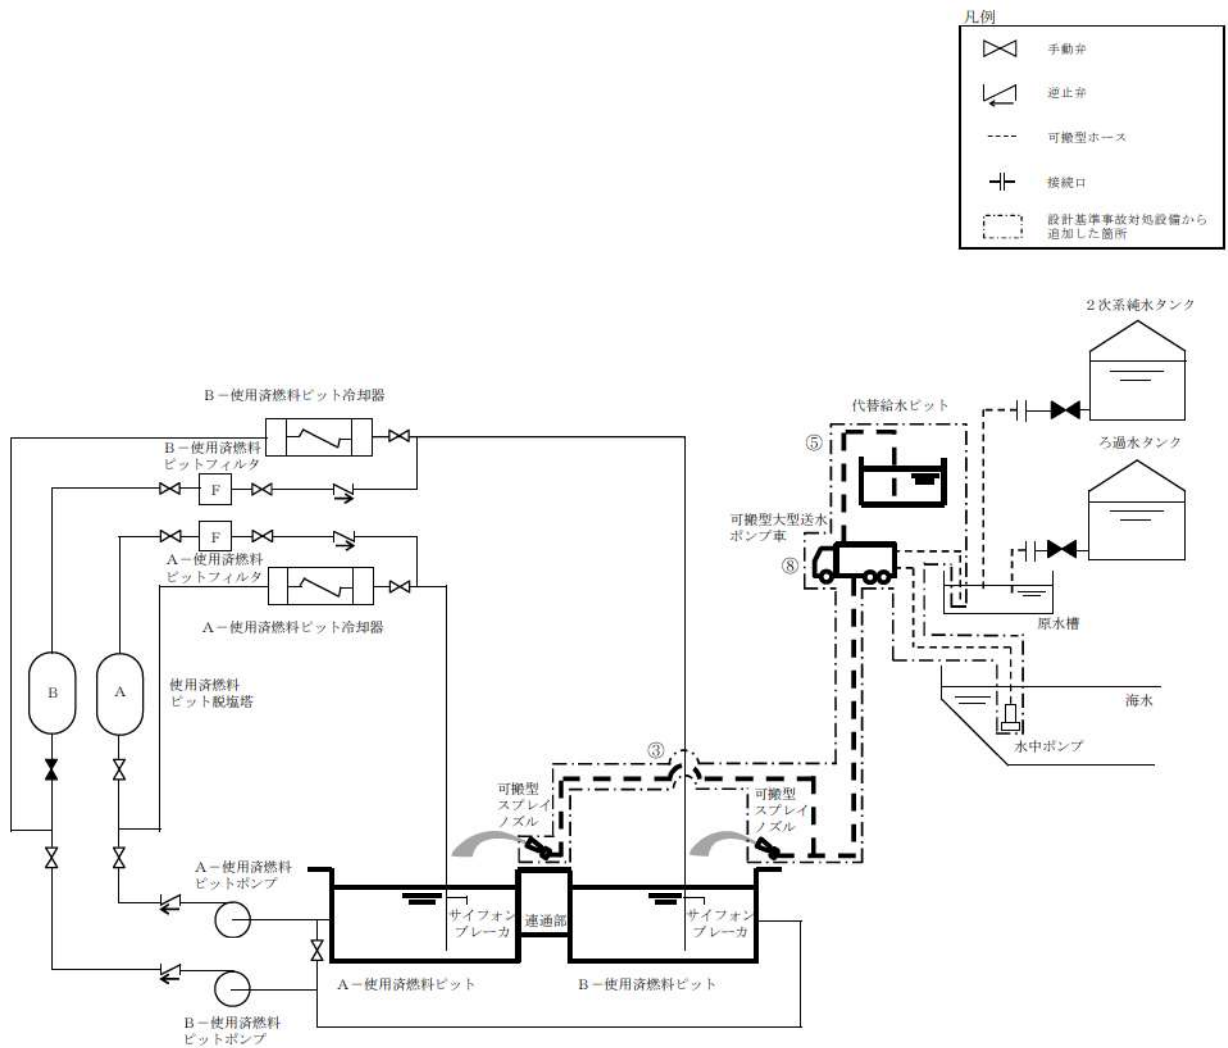 凡例
手動弁
逆止弁
可搬型ホース
接続口
設計基準事故対処設備から
追加した箇所
2次系純水タンク
B-使用済燃料ピット冷却器
代替給水ピット
⑤
ろ過水タンク
B-使用済燃料
ピットフィルタ
F
可搬型大型送水
ポンプ車
F
A-使用済燃料
ピットフィルタ
⑧
原水槽
A-使用済燃料ピット冷却器
B
A
使用済燃料
ピット脱塩塔
海水
水中ポンプ
③
可搬型
スプレイ
ノズル
可搬型
スプレイ
ノズル
A-使用済燃料
ピットポンプ
サイフォン
ブレーカ
連通部
サイフォン
ブレーカ
A-使用済燃料ピット
B-使用済燃料ピット
B-使用済燃料
ピットポンプ